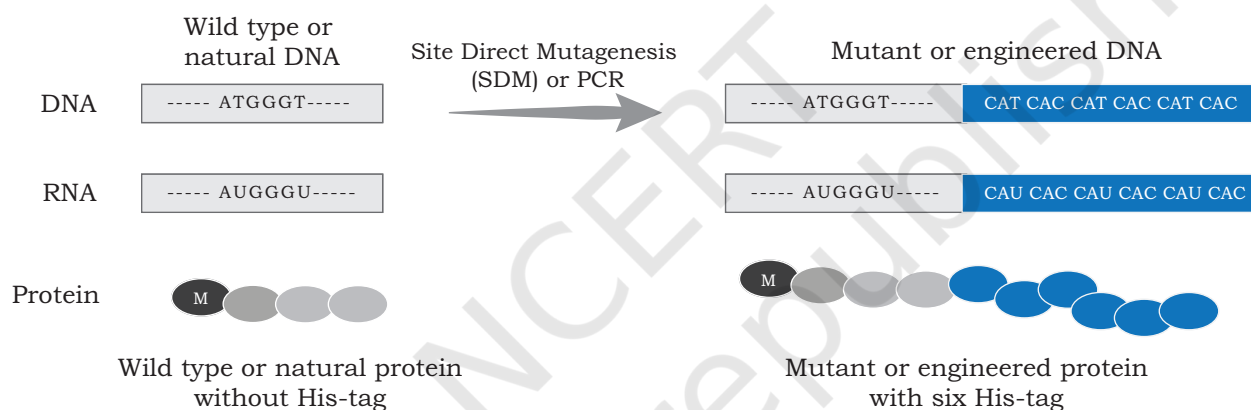 Wild type or
natural DNA
Site Direct Mutagenesis
(SDM) or PCR
Mutant or engineered DNA
DNA
----- ATGGGT-----
----- ATGGGT-----
CAT CAC CAT CAC CAT CAC
RNA
----- AUGGGU-----
----- AUGGGU-----
CAU CAC CAU CAC CAU CAC
Protein
M
M
Wild type or natural protein
without His-tag
Mutant or engineered protein
with six His-tag
NCERT
republish